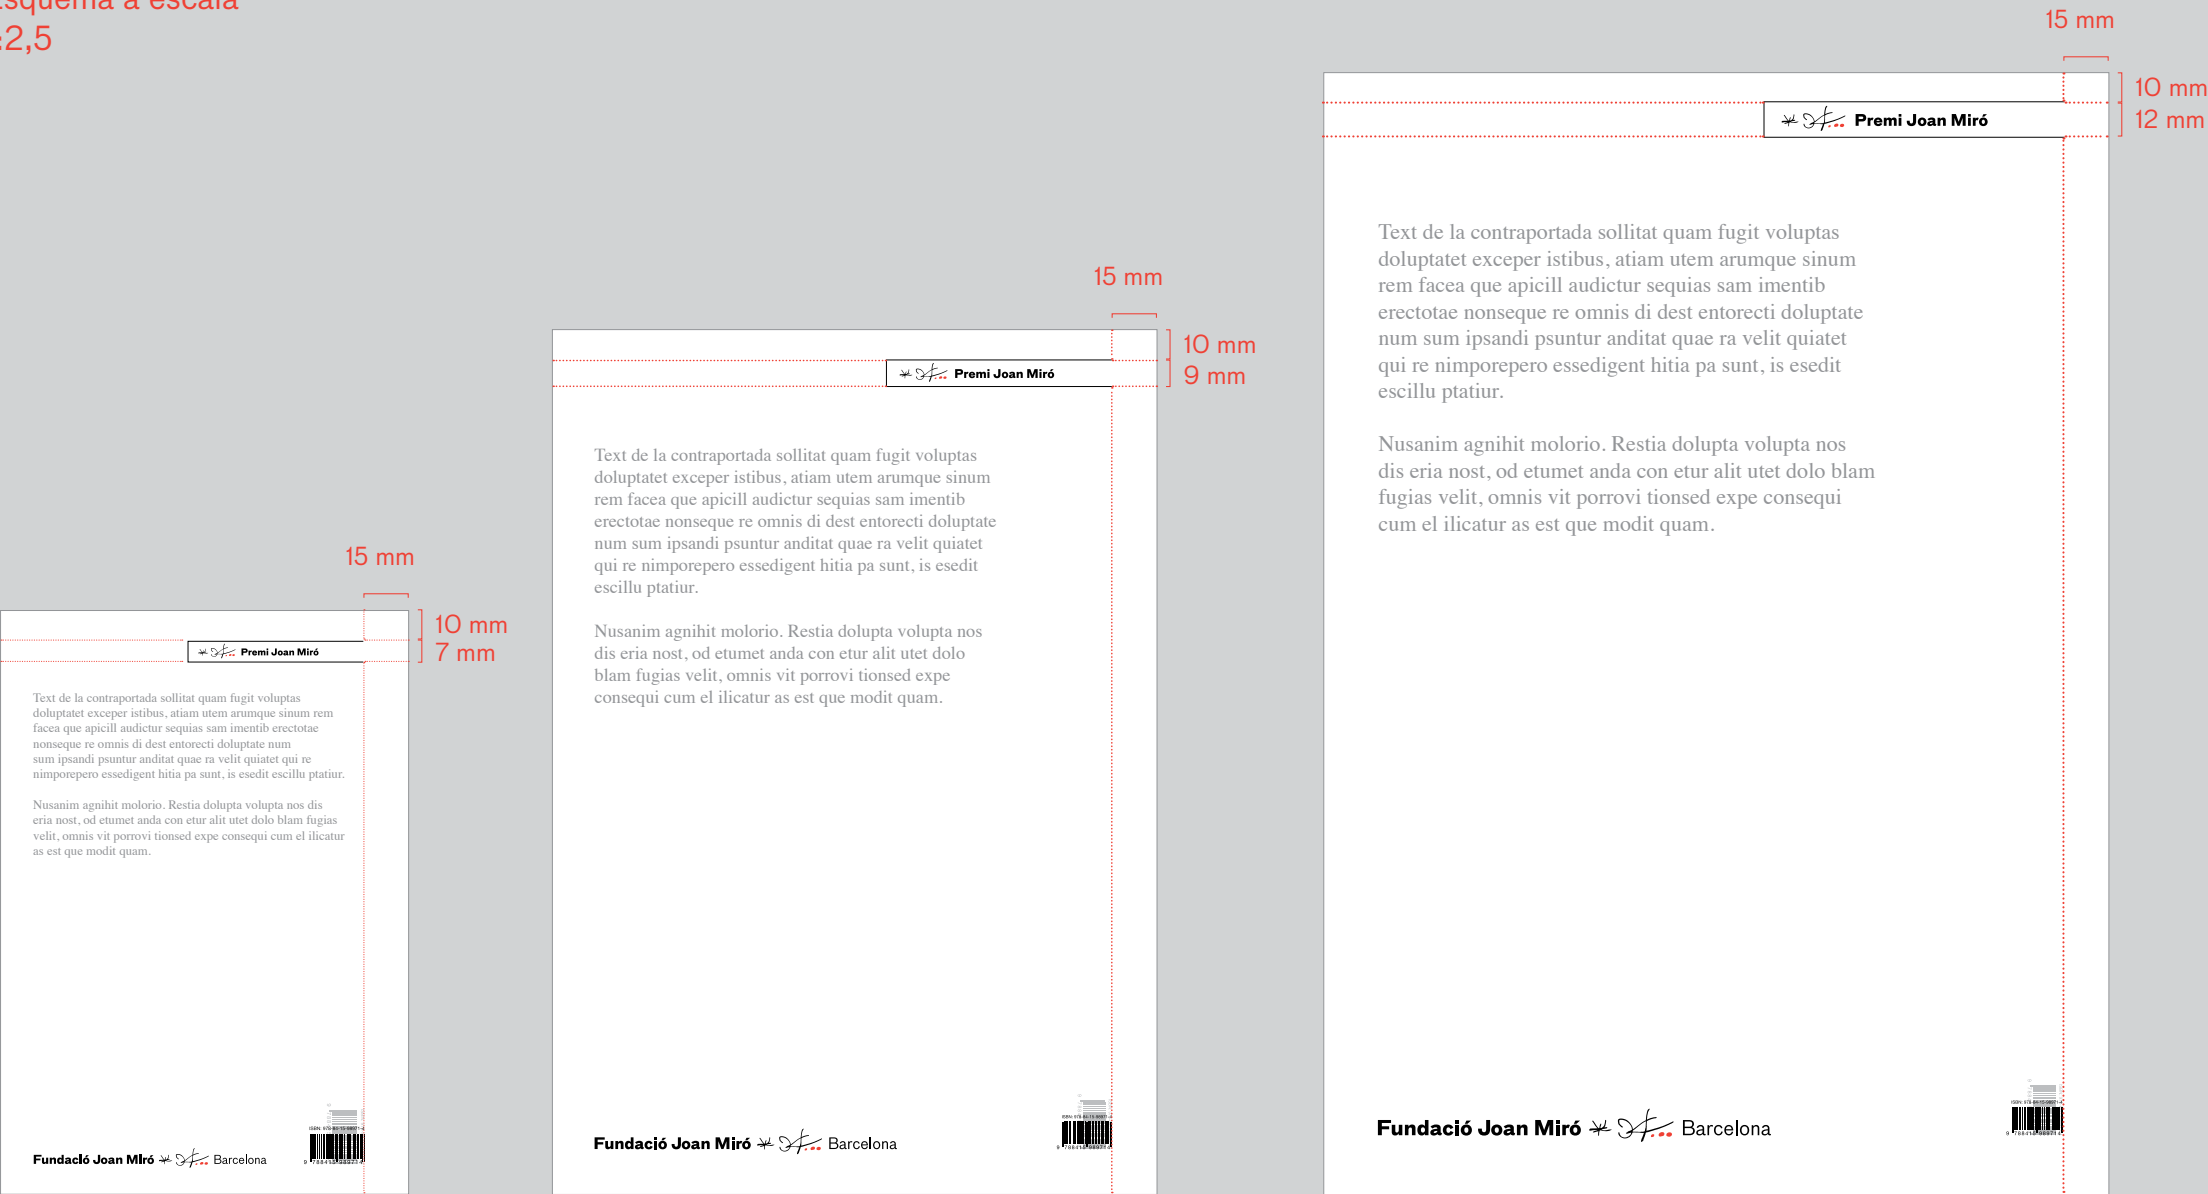 squema a escala
:2,5
15 mm
10 mm
7 mm
Premi Joan Miró
Text de la contraportada sollitat quam fugit voluptas
doluptatet exceper istibus, atiam utem arumque sinum rem
facea que apicill audictur sequias sam imentib erectotae
nonseque re omnis di dest entorecti doluptate num
sum ipsandi psuntur anditat quae ra velit quiatet qui re
nimporepero essedigent hitia pa sunt, is esedit escillu ptatiur.
Nusanim agnihit molorio. Restia dolupta volupta nos dis
eria nost, od etumet anda con etur alit utet dolo blam fugias
velit, omnis vit porrovi tionsed expe consequi cum el ilicatur
as est que modit quam.
Fundació Joan Miró Barcelona
15 mm
10 mm
9 mm
Premi Joan Miró
Text de la contraportada sollitat quam fugit voluptas
doluptatet exceper istibus, atiam utem arumque sinum
rem facea que apicill audictur sequias sam imentib
erectotae nonseque re omnis di dest entorecti doluptate
num sum ipsandi psuntur anditat quae ra velit quiatet
qui re nimporepero essedigent hitia pa sunt, is esedit
escillu ptatiur.
Nusanim agnihit molorio. Restia dolupta volupta nos
dis eria nost, od etumet anda con etur alit utet dolo
blam fugias velit, omnis vit porrovi tionsed expe
consequi cum el ilicatur as est que modit quam.
Fundació Joan Miró Barcelona
15 mm
10 mm
12 mm
Premi Joan Miró
Text de la contraportada sollitat quam fugit voluptas
doluptatet exceper istibus, atiam utem arumque sinum
rem facea que apicill audictur sequias sam imentib
erectotae nonseque re omnis di dest entorecti doluptate
num sum ipsandi psuntur anditat quae ra velit quiatet
qui re nimporepero essedigent hitia pa sunt, is esedit
escillu ptatiur.
Nusanim agnihit molorio. Restia dolupta volupta nos
dis eria nost, od etumet anda con etur alit utet dolo blam
fugias velit, omnis vit porrovi tionsed expe consequi
cum el ilicatur as est que modit quam.
Fundació Joan Miró Barcelona